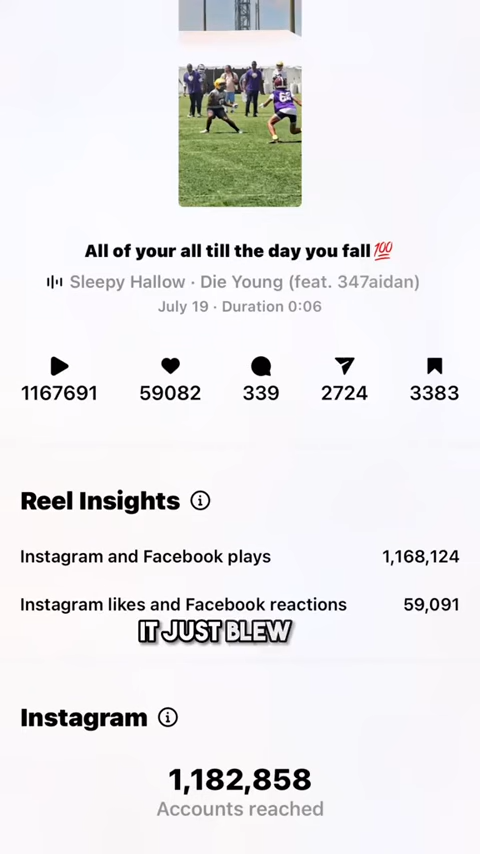 All of your all till the day you fall💯
Sleepy Hallow · Die Young (feat. 347aidan)
July 19 · Duration 0:06
1167691 59082 339 2724 3383
Reel Insights
Instagram and Facebook plays 1,168,124
Instagram likes and Facebook reactions 59,091
IT JUST BLEW
Instagram
1,182,858
Accounts reached